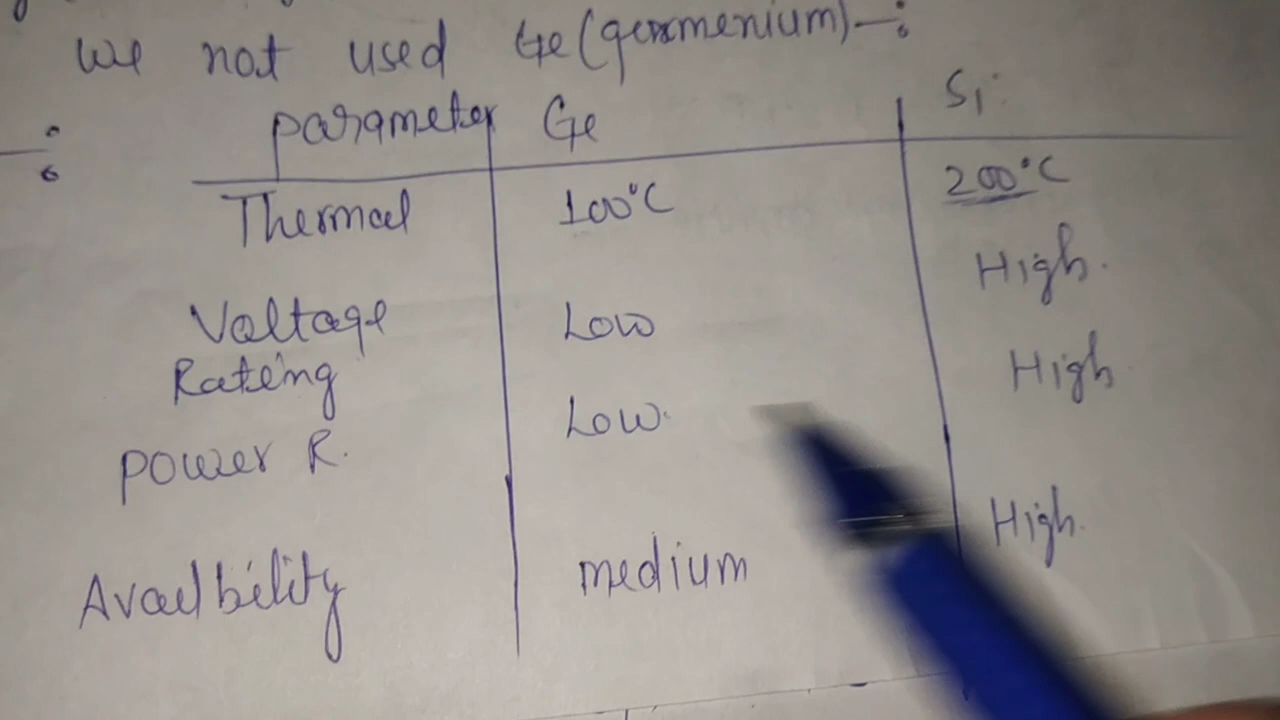 we not used Ge(germenium)—:
parameter Ge Si
Thermal 100°C 200°C
Voltage Low High.
Rating
power R. Low. High
Availbility medium High.